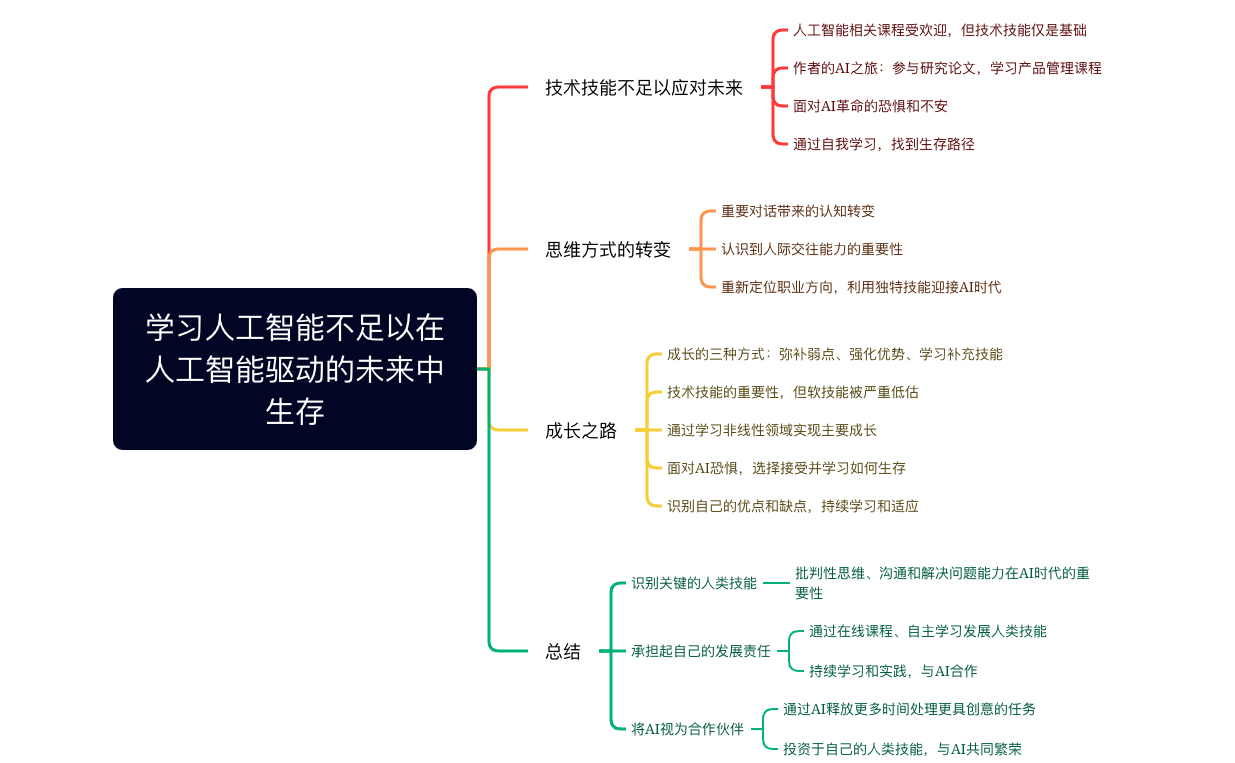 学习人工智能不足以在
人工智能驱动的未来中
生存
技术技能不足以应对未来
人工智能相关课程受欢迎，但技术技能仅是基础
作者的AI之旅：参与研究论文，学习产品管理课程
面对AI革命的恐惧和不安
通过自我学习，找到生存路径
思维方式的转变
重要对话带来的认知转变
认识到人际交往能力的重要性
重新定位职业方向，利用独特技能迎接AI时代
成长之路
成长的三种方式：弥补弱点、强化优势、学习补充技能
技术技能的重要性，但软技能被严重低估
通过学习非线性领域实现主要成长
面对AI恐惧，选择接受并学习如何生存
识别自己的优点和缺点，持续学习和适应
总结
识别关键的人类技能
批判性思维、沟通和解决问题能力在AI时代的重
要性
承担起自己的发展责任
通过在线课程、自主学习发展人类技能
持续学习和实践，与AI合作
将AI视为合作伙伴
通过AI释放更多时间处理更具创意的任务
投资于自己的人类技能，与AI共同繁荣